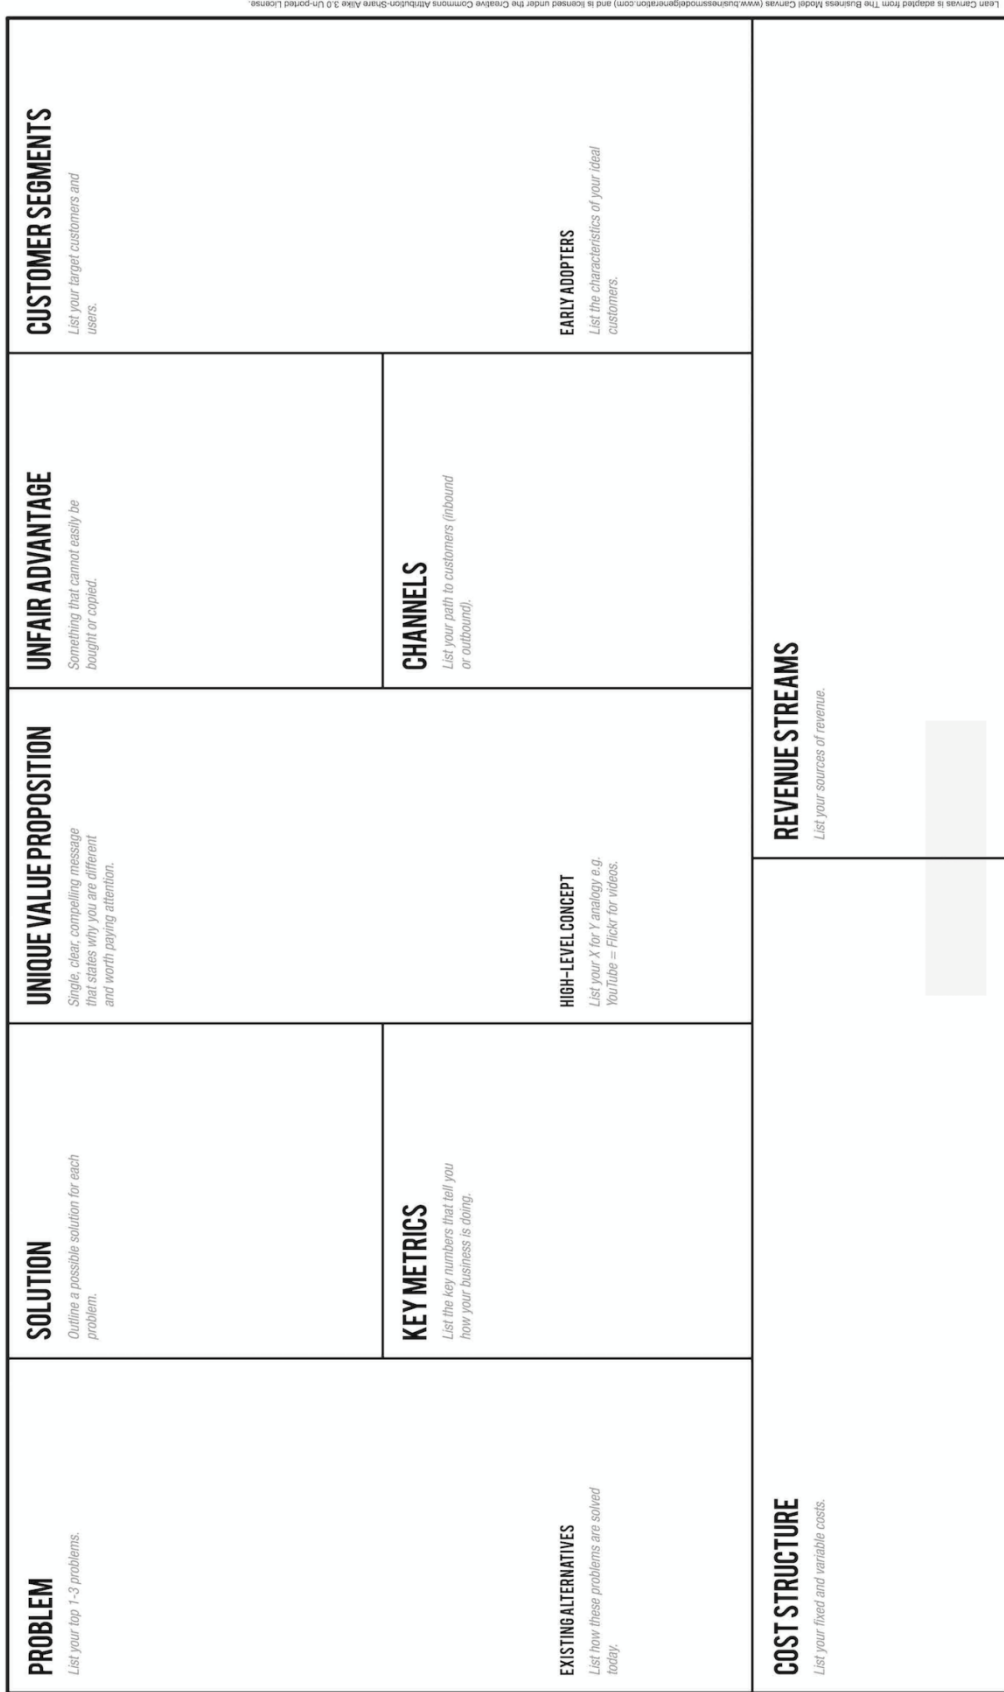 PROBLEM
List your top 1-3 problems.
EXISTING ALTERNATIVES
List how these problems are solved
today.
SOLUTION
Outline a possible solution for each
problem.
KEY METRICS
List the key numbers that tell you
how your business is doing.
UNIQUE VALUE PROPOSITION
Single, clear, compelling message
that states why you are different
and worth paying attention.
HIGH-LEVEL CONCEPT
List your X for Y analogy e.g.
YouTube = Flickr for videos.
UNFAIR ADVANTAGE
Something that cannot easily be
bought or copied.
CHANNELS
List your path to customers (inbound
or outbound).
CUSTOMER SEGMENTS
List your target customers and
users.
EARLY ADOPTERS
List the characteristics of your ideal
customers.
COST STRUCTURE
List your fixed and variable costs.
REVENUE STREAMS
List your sources of revenue.
Lean Canvas is adapted from The Business Model Canvas (www.businessmodelgeneration.com) and is licensed under the Creative Commons Attribution-Share Alike 3.0 Un-ported License.